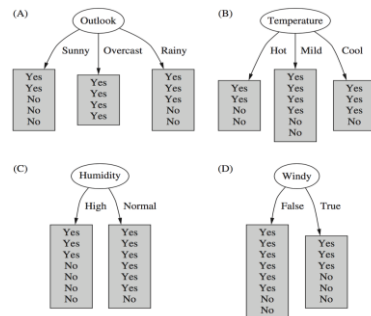 (A)
Outlook
Sunny
Overcast
Rainy
Yes
Yes
No
No
No
Yes
Yes
Yes
Yes
Yes
Yes
Yes
No
No
(B)
Temperature
Hot
Mild
Cool
Yes
Yes
No
No
Yes
Yes
Yes
Yes
No
No
Yes
Yes
Yes
No
(C)
Humidity
High
Normal
Yes
Yes
Yes
No
No
No
No
Yes
Yes
Yes
Yes
Yes
Yes
No
(D)
Windy
False
True
Yes
Yes
Yes
Yes
Yes
Yes
No
No
Yes
Yes
Yes
No
No
No